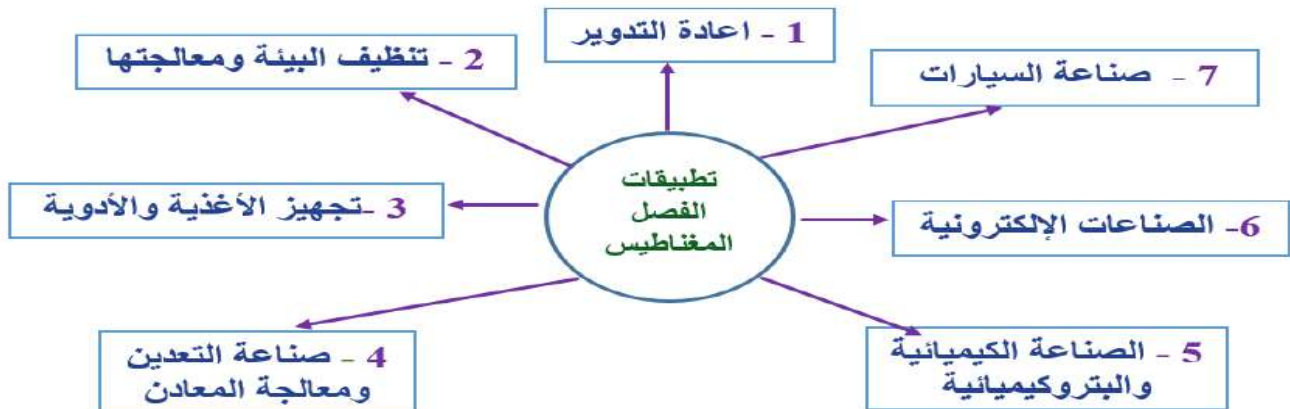 تطبيقات
الفصل
المغناطيس
1 - اعادة التدوير
2 - تنظيف البيئة ومعالجتها
3 -تجهيز الأغذية والأدوية
4 - صناعة التعدين
ومعالجة المعادن
5 - الصناعة الكيميائية
والبتروكيميائية
6- الصناعات الإلكترونية
7 - صناعة السيارات